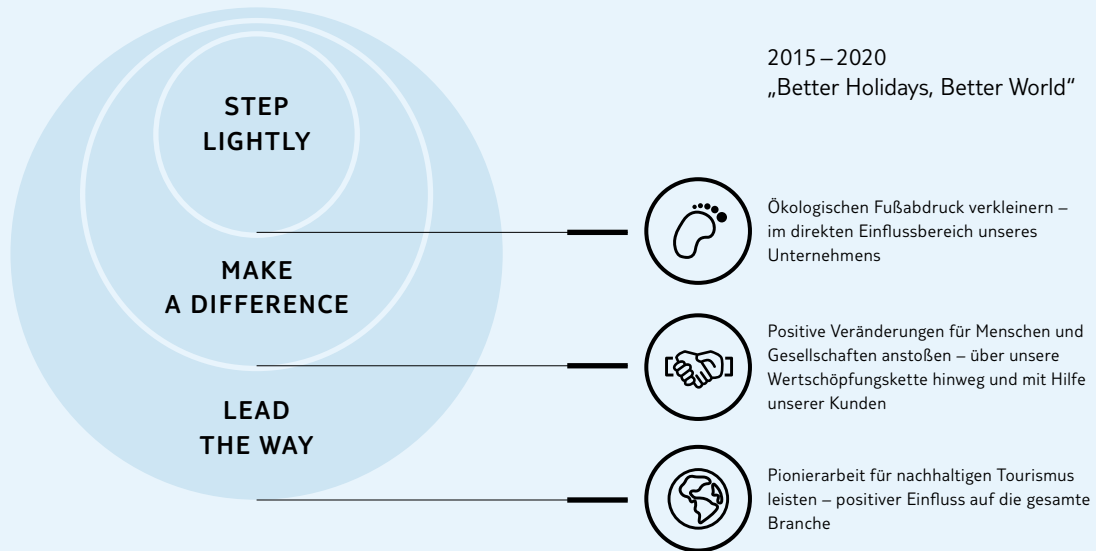 STEP
LIGHTLY
MAKE
A DIFFERENCE
LEAD
THE WAY
2015 – 2020
„Better Holidays, Better World“
Ökologischen Fußabdruck verkleinern –
im direkten Einflussbereich unseres
Unternehmens
Positive Veränderungen für Menschen und
Gesellschaften anstoßen – über unsere
Wertschöpfungskette hinweg und mit Hilfe
unserer Kunden
Pionierarbeit für nachhaltigen Tourismus
leisten – positiver Einfluss auf die gesamte
Branche